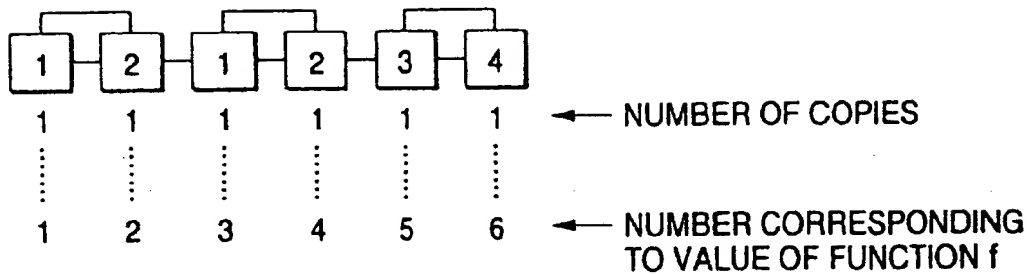 1 2 1 2 3 4
1 1 1 1 1 1 NUMBER OF COPIES
1 2 3 4 5 6 NUMBER CORRESPONDING
TO VALUE OF FUNCTION f